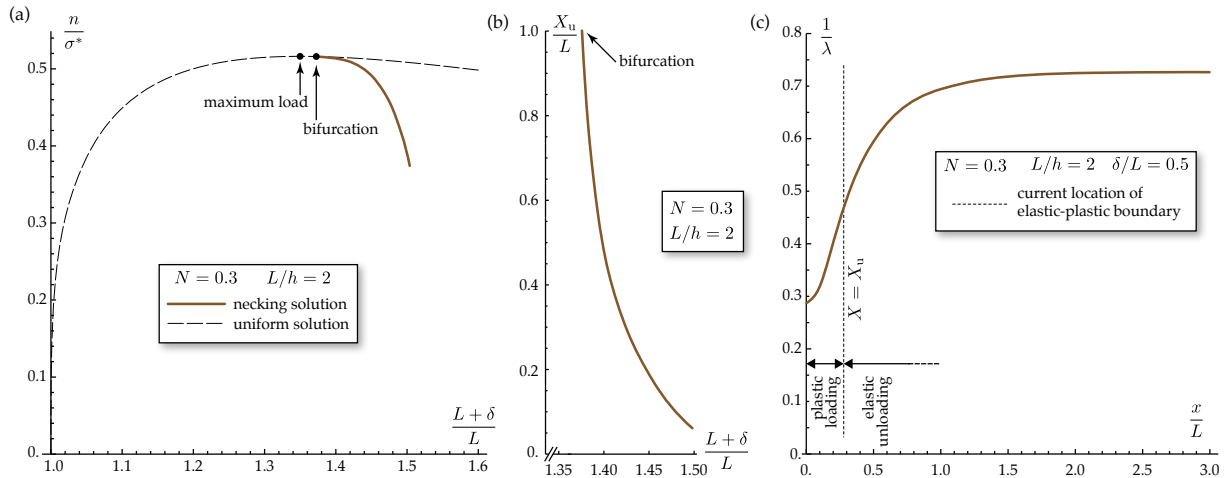 (a)
n/σ*
0.5
0.4
0.3
0.2
0.1
0.
maximum load
bifurcation
N = 0.3 L/h = 2
necking solution
uniform solution
(L + δ)/L
1.0 1.1 1.2 1.3 1.4 1.5 1.6
(b)
X_u/L
1.0
0.8
0.6
0.4
0.2
0.
bifurcation
N = 0.3
L/h = 2
(L + δ)/L
1.35 1.40 1.45 1.50
(c)
1/λ
0.8
0.7
0.6
0.5
0.4
0.3
0.2
0.1
0.
N = 0.3 L/h = 2 δ/L = 0.5
current location of
elastic-plastic boundary
X = X_u
plastic
loading
elastic
unloading
x/L
0. 0.5 1.0 1.5 2.0 2.5 3.0